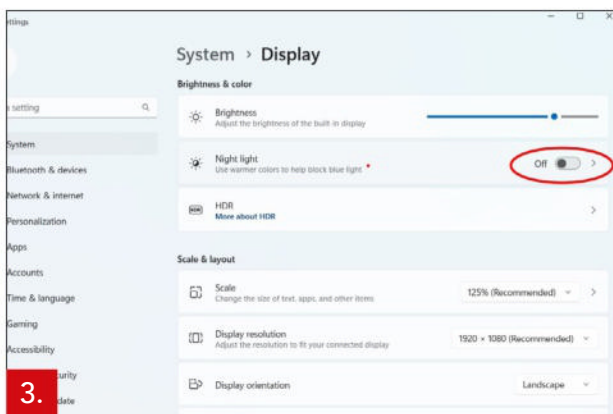 ettings
System > Display
Brightness & color
a setting
Brightness
Adjust the brightness of the built-in display
System
Night light
Use warmer colors to help block blue light
Off
Bluetooth & devices
Network & internet
HDR
HDR
More about HDR
Personalization
Apps
Scale & layout
Accounts
Scale
Change the size of text, apps, and other items
125% (Recommended)
Time & language
Gaming
Display resolution
Adjust the resolution to fit your connected display
1920 × 1080 (Recommended)
Accessibility
urity
Display orientation
Landscape
date
3.